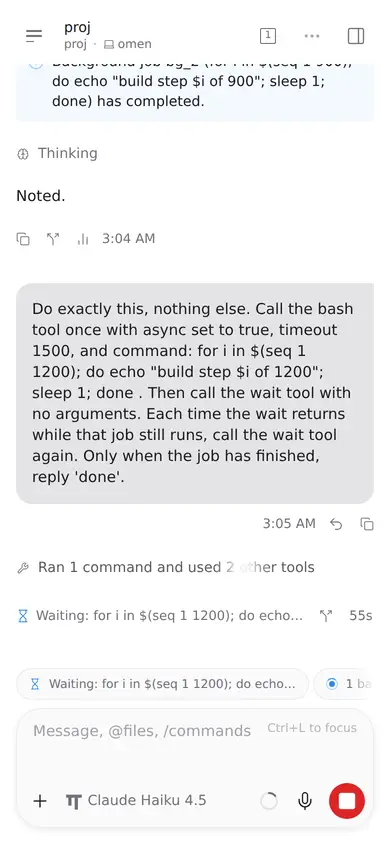 proj
proj · omen
1
Background job bg_2 (for i in $(seq 1 900);
do echo "build step $i of 900"; sleep 1;
done) has completed.
Thinking
Noted.
3:04 AM
Do exactly this, nothing else. Call the bash
tool once with async set to true, timeout
1500, and command: for i in $(seq 1
1200); do echo "build step $i of 1200";
sleep 1; done . Then call the wait tool with
no arguments. Each time the wait returns
while that job still runs, call the wait tool
again. Only when the job has finished,
reply 'done'.
3:05 AM
Ran 1 command and used 2 other tools
Waiting: for i in $(seq 1 1200); do echo... 55s
Waiting: for i in $(seq 1 1200); do echo... 1 ba
Message, @files, /commands Ctrl+L to focus
Claude Haiku 4.5